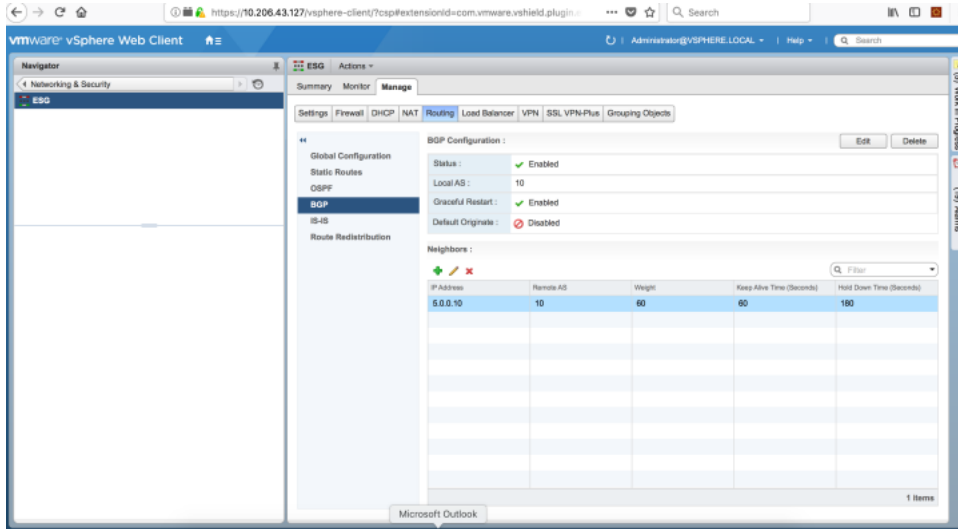 https://10.206.43.127/vsphere-client/?csp#extensionId=com.vmware.vshield.plugin.
Search
vmware® vSphere Web Client
Administrator@VSPHERE.LOCAL
Help
Search
Navigator
Networking & Security
ESG
ESG
Actions
Summary
Monitor
Manage
Settings
Firewall
DHCP
NAT
Routing
Load Balancer
VPN
SSL VPN-Plus
Grouping Objects
Global Configuration
Static Routes
OSPF
BGP
IS-IS
Route Redistribution
BGP Configuration :
Edit
Delete
Status :
Enabled
Local AS :
10
Graceful Restart :
Enabled
Default Originate :
Disabled
Neighbors :
Filter
IP Address
Remote AS
Weight
Keep Alive Time (Seconds)
Hold Down Time (Seconds)
5.0.0.10
10
60
60
180
1 Items
Work In Progress
Alarms
Microsoft Outlook